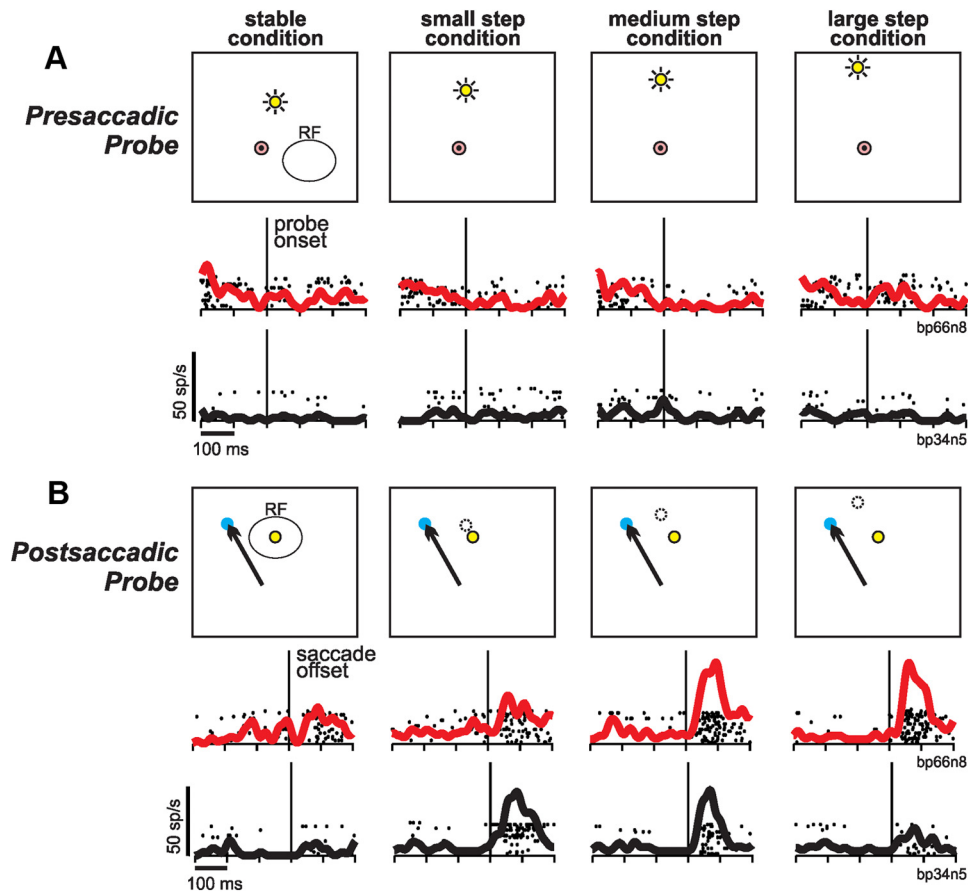 stable condition
small step condition
medium step condition
large step condition
A
Presaccadic Probe
RF
probe onset
bp66n8
50 sp/s
100 ms
bp34n5
B
Postsaccadic Probe
RF
saccade offset
bp66n8
50 sp/s
100 ms
bp34n5